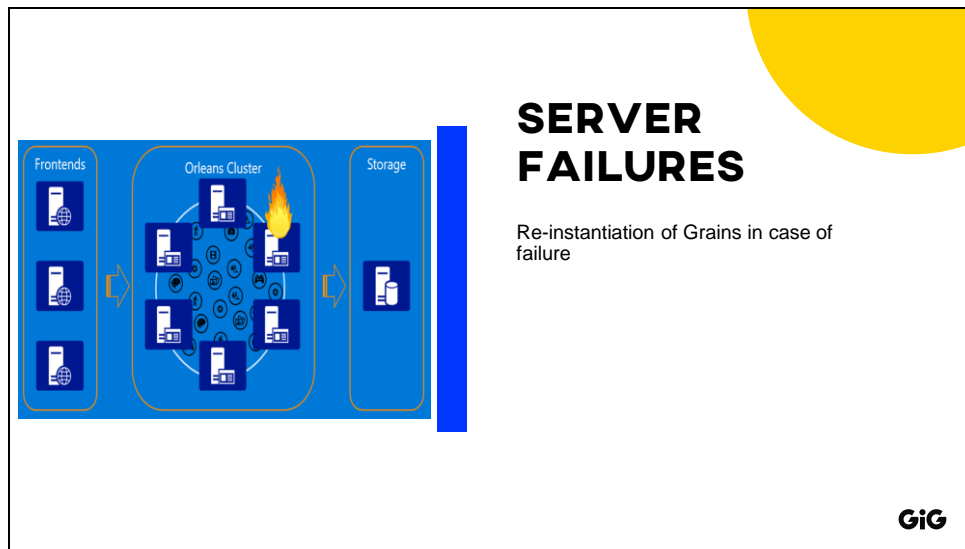 SERVER
FAILURES
Re-instantiation of Grains in case of
failure
Frontends
Orleans Cluster
Storage
GiG